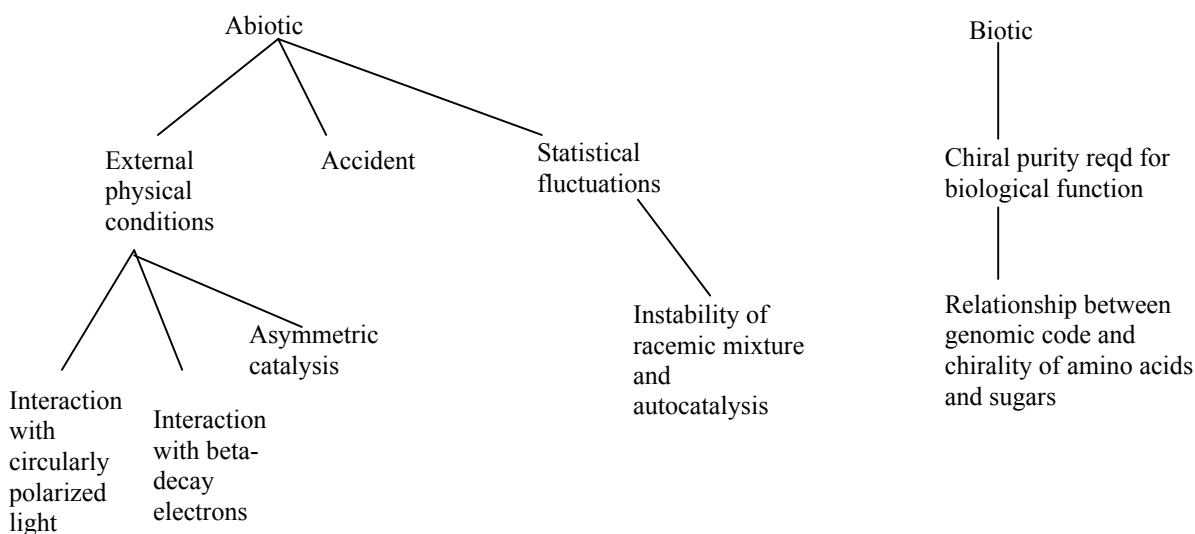 Abiotic
Biotic
External
physical
conditions
Accident
Statistical
fluctuations
Chiral purity reqd for
biological function
Asymmetric
catalysis
Instability of
racemic mixture
and
autocatalysis
Relationship between
genomic code and
chirality of amino acids
and sugars
Interaction
with
circularly
polarized
light
Interaction
with beta-
decay
electrons